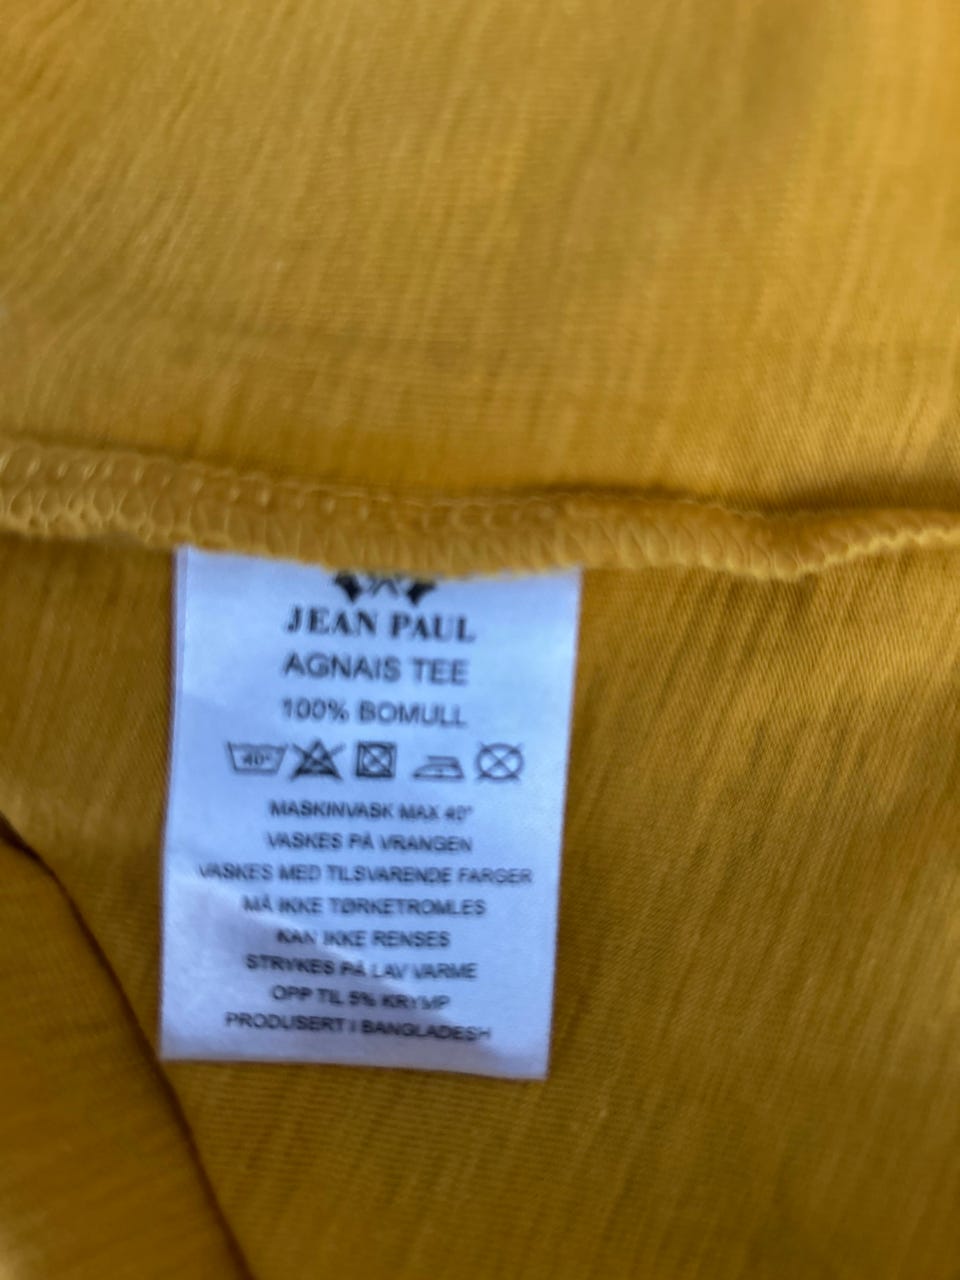 JEAN PAUL
AGNAIS TEE
100% BOMULL
40°
MASKINVASK MAX 40°
VASKES PÅ VRANGEN
VASKES MED TILSVARENDE FARGER
MÅ IKKE TØRKETROMLES
KAN IKKE RENSES
STRYKES PÅ LAV VARME
OPP TIL 5% KRYMP
PRODUSERT I BANGLADESH